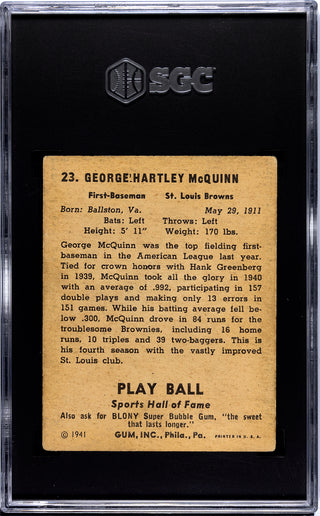 SGC
23. GEORGE HARTLEY McQUINN
First-Baseman St. Louis Browns
Born: Ballston, Va. May 29, 1911
Bats: Left Throws: Left
Height: 5' 11" Weight: 170 lbs.
George McQuinn was the top fielding first-
baseman in the American League last year.
Tied for crown honors with Hank Greenberg
in 1939, McQuinn took all the glory in 1940
with an average of .992, participating in 157
double plays and making only 13 errors in
151 games. While his batting average fell be-
low .300, McQuinn drove in 84 runs for the
troublesome Brownies, including 16 home
runs, 10 triples and 39 two-baggers. This is
his fourth season with the vastly improved
St. Louis club.
PLAY BALL
Sports Hall of Fame
Also ask for BLONY Super Bubble Gum, "the sweet
that lasts longer."
© 1941 GUM, INC., Phila., Pa. PRINTED IN U. S. A.